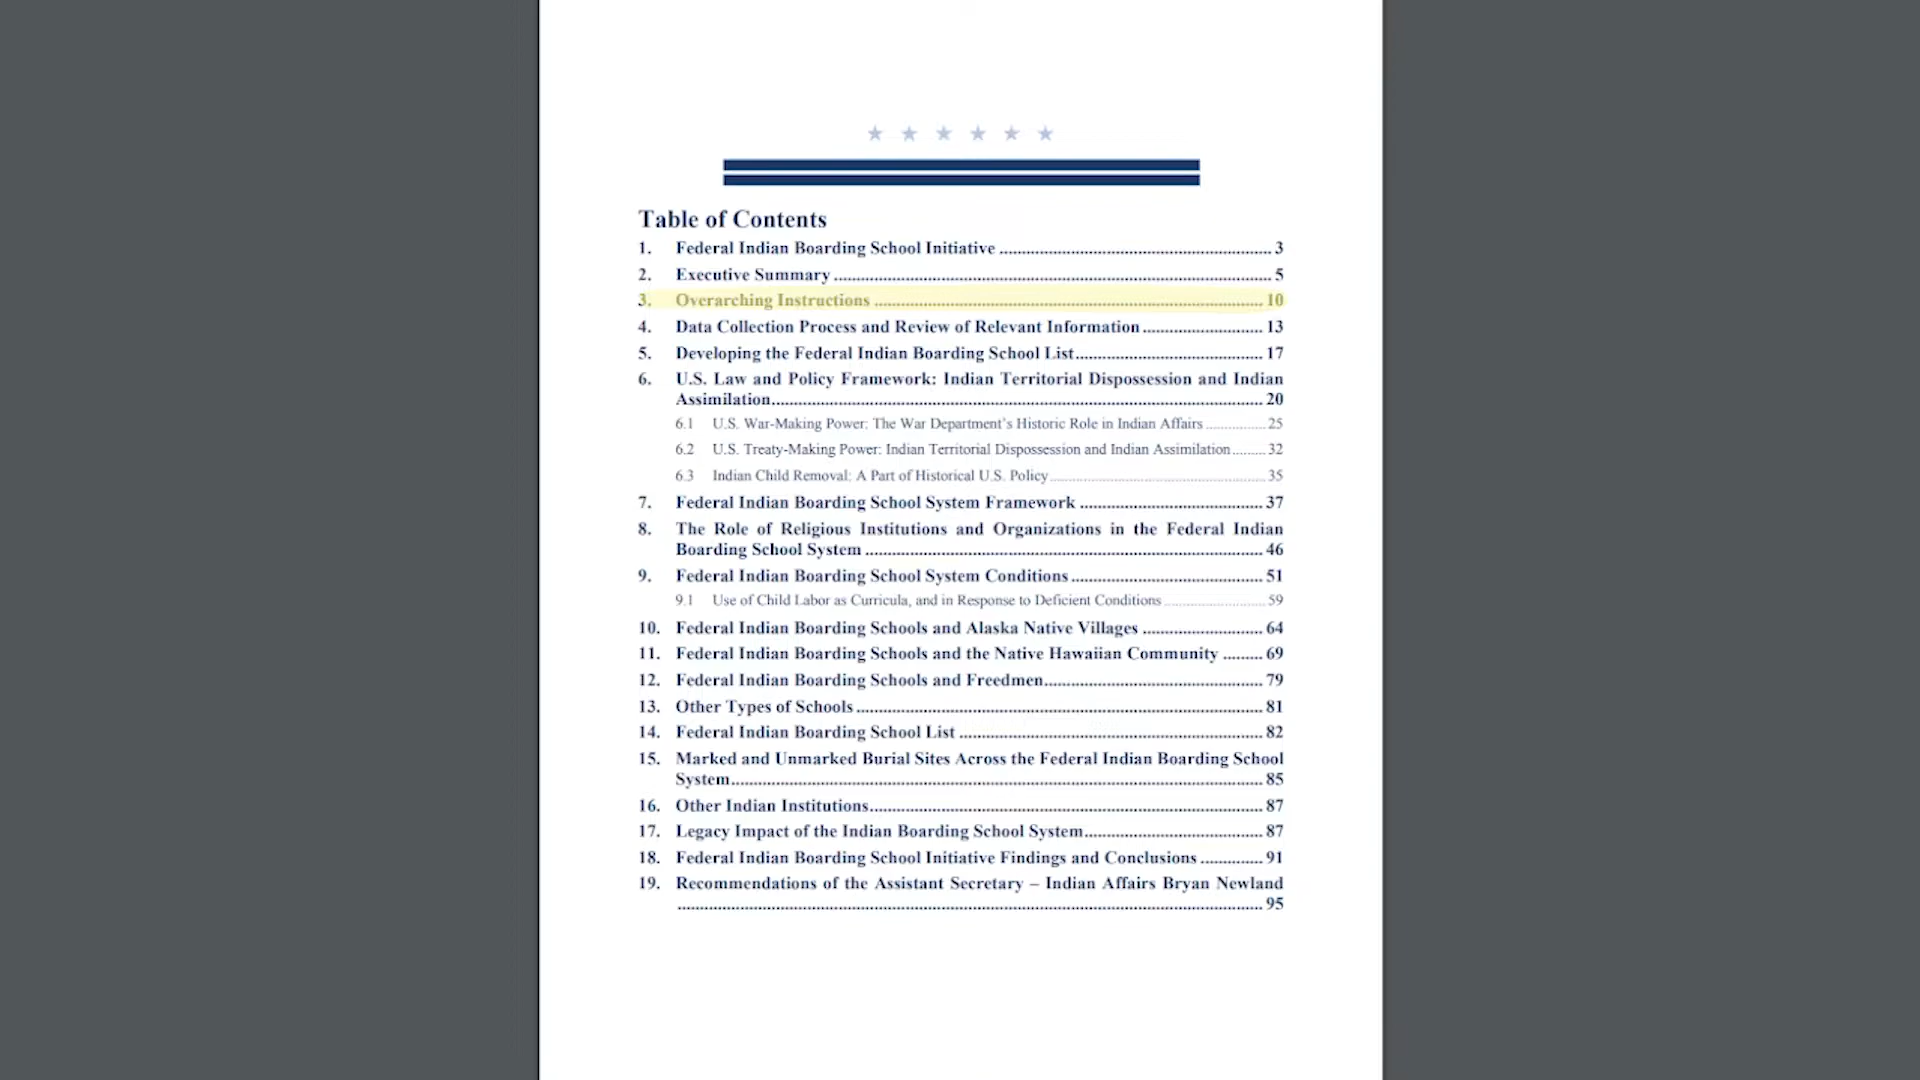 Table of Contents
1. Federal Indian Boarding School Initiative ........ 3
2. Executive Summary ........ 5
3. Overarching Instructions ........ 10
4. Data Collection Process and Review of Relevant Information ........ 13
5. Developing the Federal Indian Boarding School List ........ 17
6. U.S. Law and Policy Framework: Indian Territorial Dispossession and Indian
Assimilation ........ 20
6.1 U.S. War-Making Power: The War Department's Historic Role in Indian Affairs ........ 25
6.2 U.S. Treaty-Making Power: Indian Territorial Dispossession and Indian Assimilation ........ 32
6.3 Indian Child Removal: A Part of Historical U.S. Policy ........ 35
7. Federal Indian Boarding School System Framework ........ 37
8. The Role of Religious Institutions and Organizations in the Federal Indian
Boarding School System ........ 46
9. Federal Indian Boarding School System Conditions ........ 51
9.1 Use of Child Labor as Curricula, and in Response to Deficient Conditions ........ 59
10. Federal Indian Boarding Schools and Alaska Native Villages ........ 64
11. Federal Indian Boarding Schools and the Native Hawaiian Community ........ 69
12. Federal Indian Boarding Schools and Freedmen ........ 79
13. Other Types of Schools ........ 81
14. Federal Indian Boarding School List ........ 82
15. Marked and Unmarked Burial Sites Across the Federal Indian Boarding School
System ........ 85
16. Other Indian Institutions ........ 87
17. Legacy Impact of the Indian Boarding School System ........ 87
18. Federal Indian Boarding School Initiative Findings and Conclusions ........ 91
19. Recommendations of the Assistant Secretary – Indian Affairs Bryan Newland
........ 95